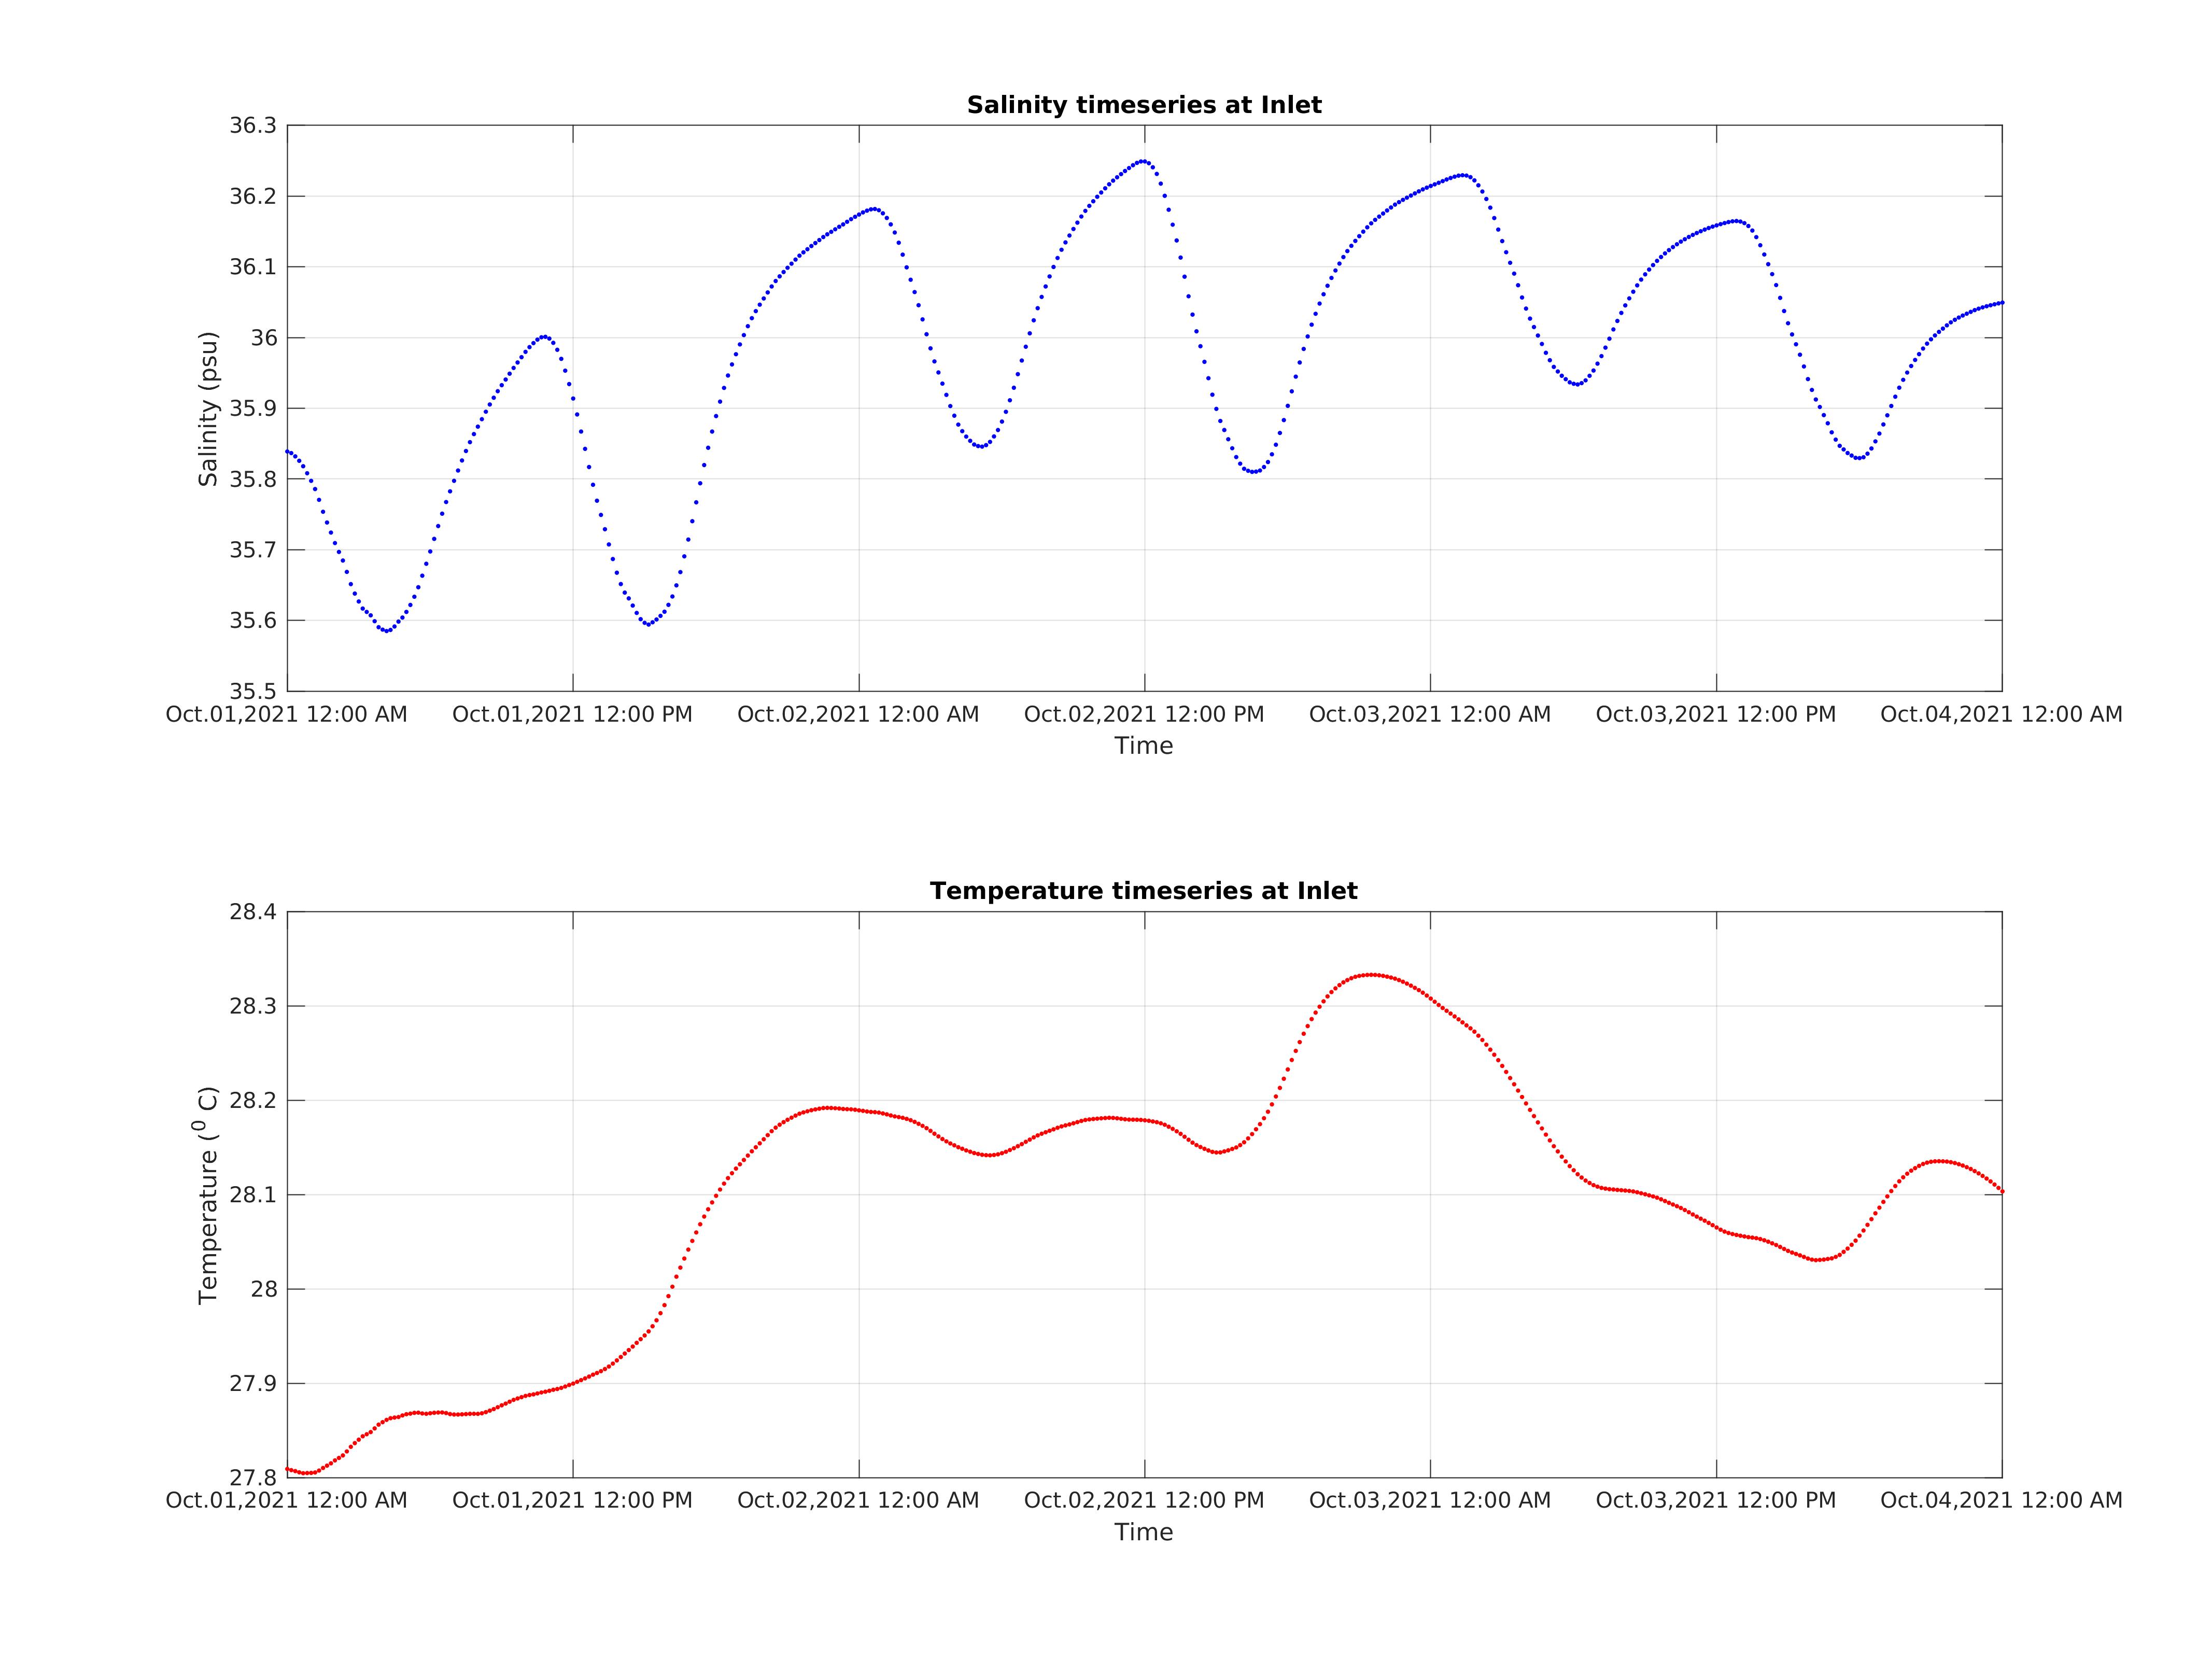 Salinity timeseries at Inlet
36.3
36.2
36.1
36
35.9
35.8
35.7
35.6
35.5
Salinity (psu)
Oct.01,2021 12:00 AM Oct.01,2021 12:00 PM Oct.02,2021 12:00 AM Oct.02,2021 12:00 PM Oct.03,2021 12:00 AM Oct.03,2021 12:00 PM Oct.04,2021 12:00 AM
Time
Temperature timeseries at Inlet
28.4
28.3
28.2
28.1
28
27.9
27.8
Temperature (⁰ C)
Oct.01,2021 12:00 AM Oct.01,2021 12:00 PM Oct.02,2021 12:00 AM Oct.02,2021 12:00 PM Oct.03,2021 12:00 AM Oct.03,2021 12:00 PM Oct.04,2021 12:00 AM
Time